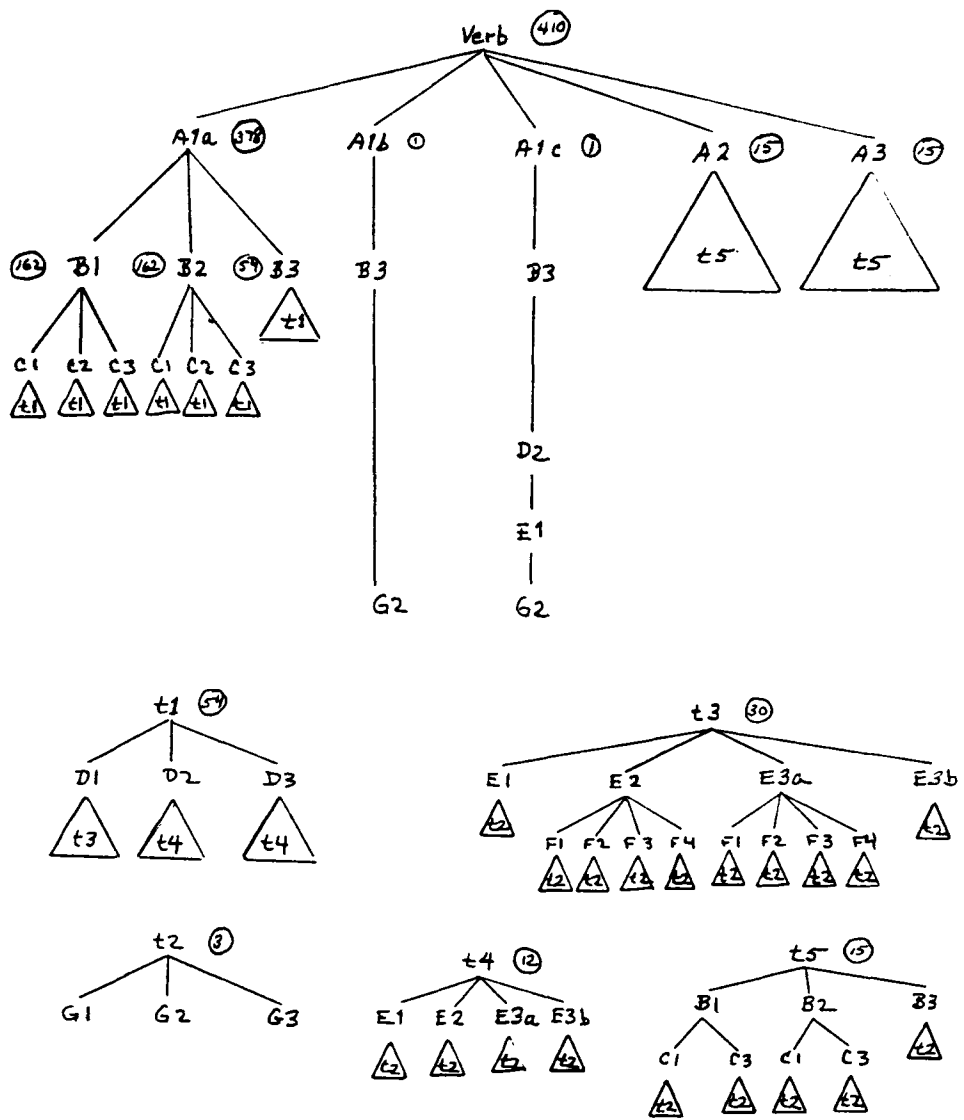 Verb 410
A1a 378 A1b 1 A1c 1 A2 15 A3 15
162 B1 162 B2 54 B3 B3 B3 t5 t5
t1
C1 C2 C3 C1 C2 C3
t1 t1 t1 t1 t1 t1
D2
E1
G2 G2
t1 54 t3 30
D1 D2 D3 E1 E2 E3a E3b
t3 t4 t4 t2 t2
F1 F2 F3 F4 F1 F2 F3 F4
t2 t2 t2 t2 t2 t2 t2 t2
t2 3 t4 12 t5 15
G1 G2 G3 E1 E2 E3a E3b B1 B2 B3
t2 t2 t2 t2 t2
C1 C3 C1 C3
t2 t2 t2 t2